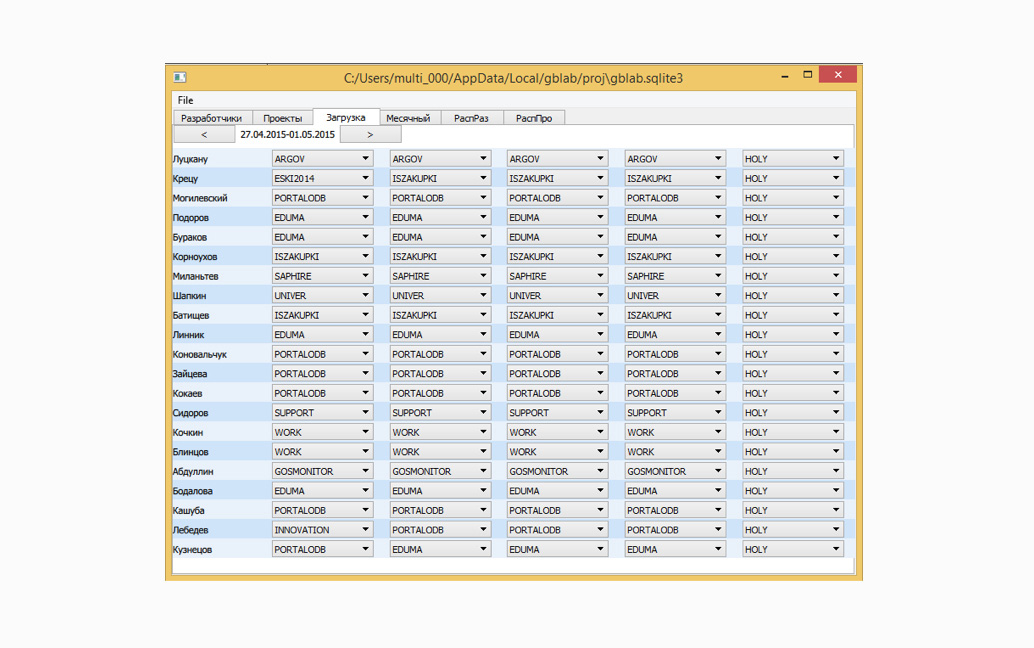 C:/Users/multi_000/AppData/Local/gblab/proj\gblab.sqlite3
File
Разработчики Проекты Загрузка Месячный РаспРаз РаспПро
< 27.04.2015-01.05.2015 >
Луцкану ARGOV ARGOV ARGOV ARGOV HOLY
Крецу ESKI2014 ISZAKUPKI ISZAKUPKI ISZAKUPKI HOLY
Могилевский PORTALODB PORTALODB PORTALODB PORTALODB HOLY
Подоров EDUMA EDUMA EDUMA EDUMA HOLY
Бураков EDUMA EDUMA EDUMA EDUMA HOLY
Корноухов ISZAKUPKI ISZAKUPKI ISZAKUPKI ISZAKUPKI HOLY
Миланьтев SAPHIRE SAPHIRE SAPHIRE SAPHIRE HOLY
Шапкин UNIVER UNIVER UNIVER UNIVER HOLY
Батищев ISZAKUPKI ISZAKUPKI ISZAKUPKI ISZAKUPKI HOLY
Линник EDUMA EDUMA EDUMA EDUMA HOLY
Коновальчук PORTALODB PORTALODB PORTALODB PORTALODB HOLY
Зайцева PORTALODB PORTALODB PORTALODB PORTALODB HOLY
Кокаев PORTALODB PORTALODB PORTALODB PORTALODB HOLY
Сидоров SUPPORT SUPPORT SUPPORT SUPPORT HOLY
Кочкин WORK WORK WORK WORK HOLY
Блинцов WORK WORK WORK WORK HOLY
Абдуллин GOSMONITOR GOSMONITOR GOSMONITOR GOSMONITOR HOLY
Бодалова EDUMA EDUMA EDUMA EDUMA HOLY
Кашуба PORTALODB PORTALODB PORTALODB PORTALODB HOLY
Лебедев INNOVATION PORTALODB PORTALODB PORTALODB HOLY
Кузнецов PORTALODB EDUMA EDUMA EDUMA HOLY